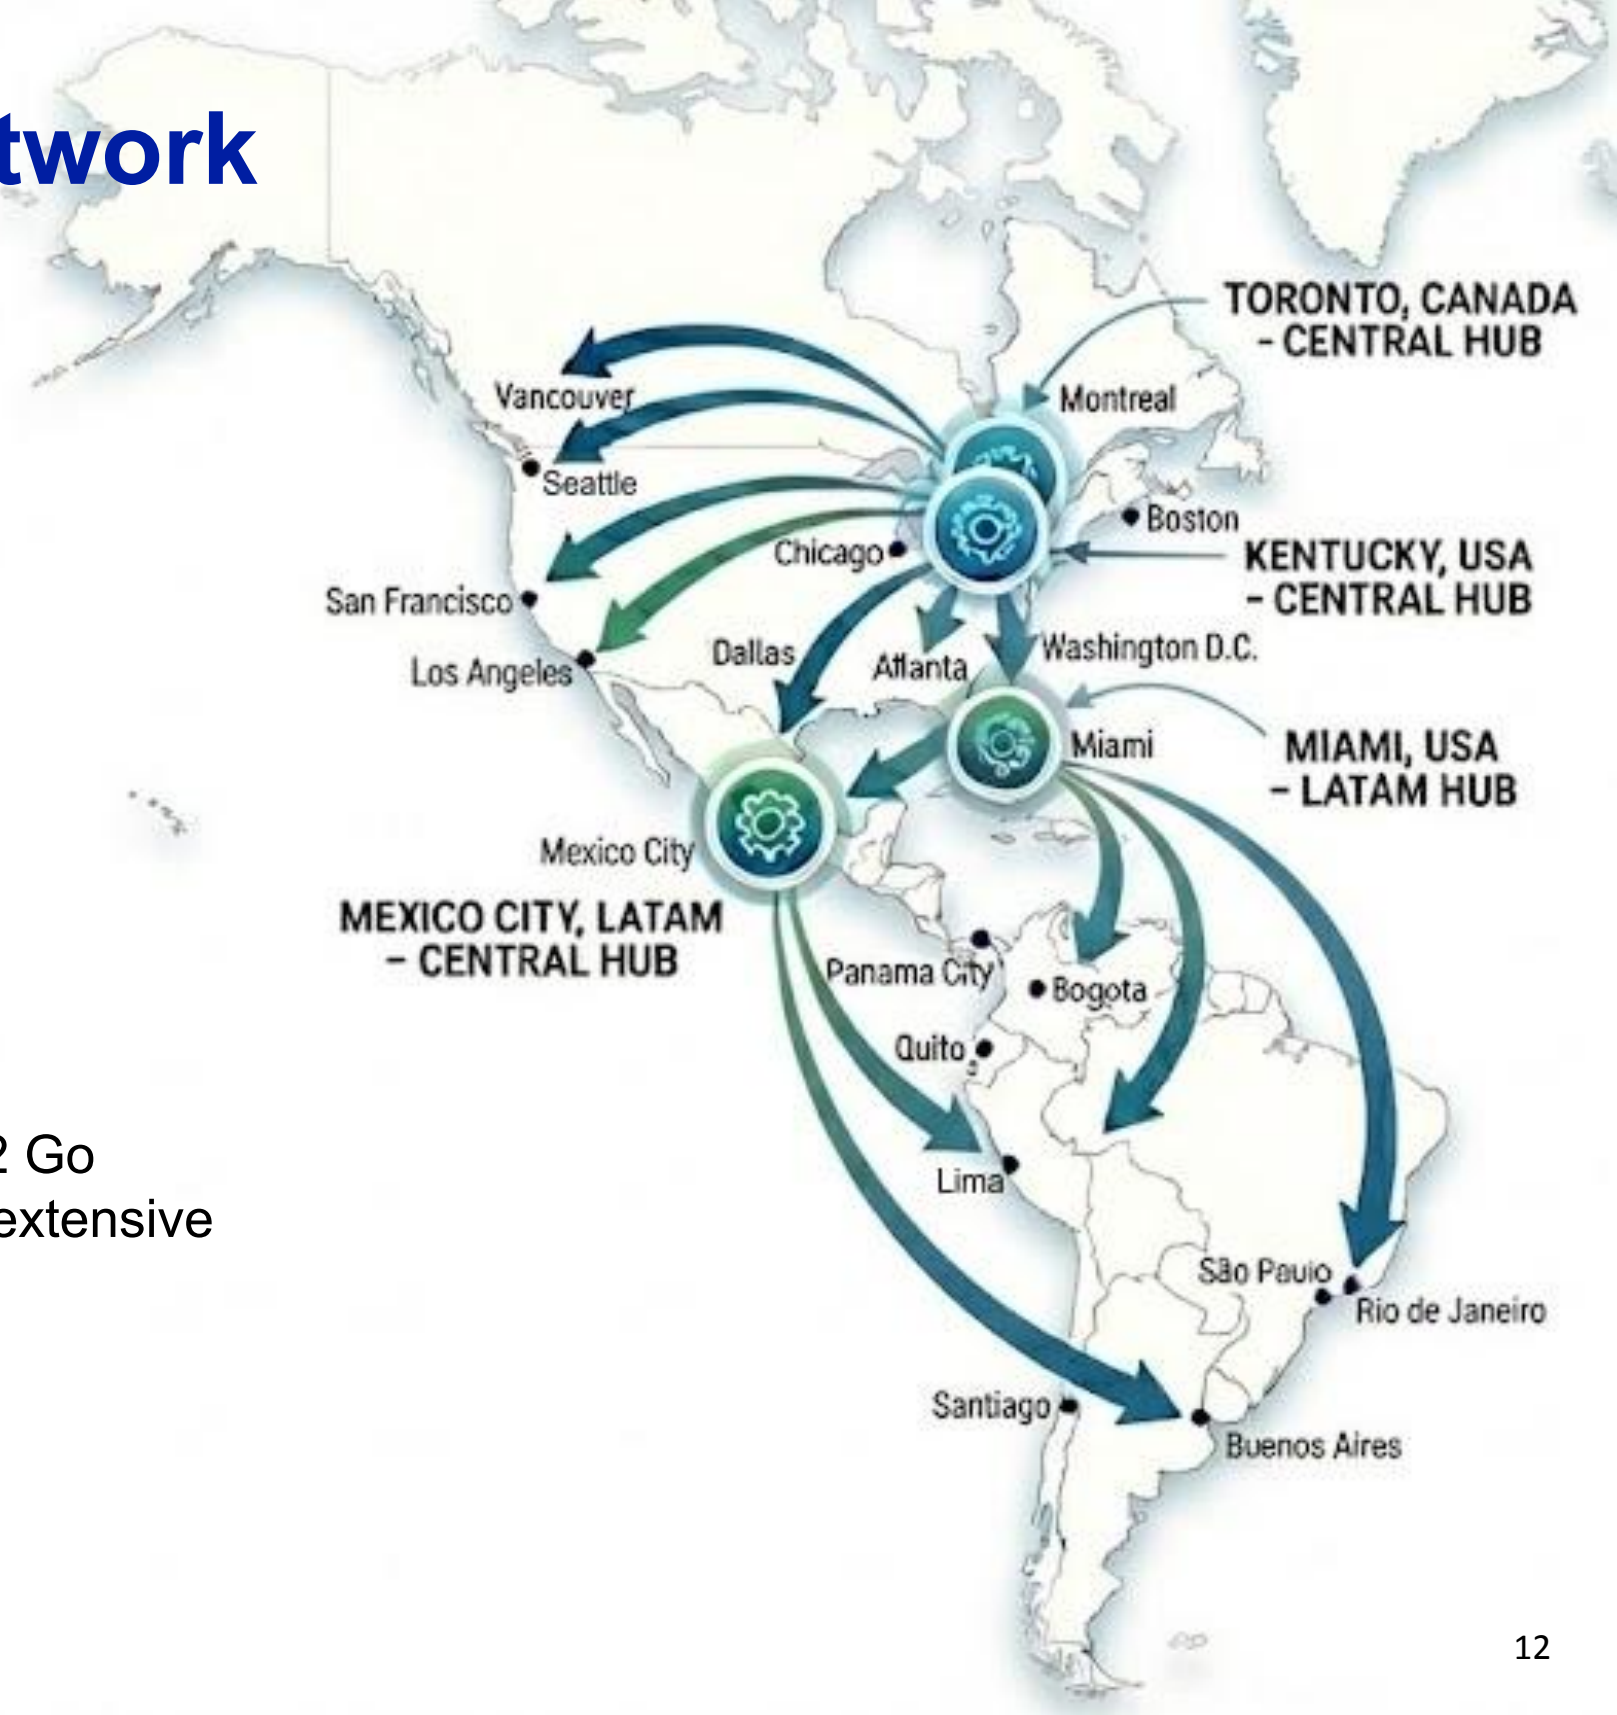 twork
TORONTO, CANADA
– CENTRAL HUB
Vancouver
Montreal
Seattle
Boston
Chicago
KENTUCKY, USA
– CENTRAL HUB
San Francisco
Los Angeles
Dallas
Atlanta
Washington D.C.
Miami
MIAMI, USA
– LATAM HUB
Mexico City
MEXICO CITY, LATAM
– CENTRAL HUB
Panama City
Bogota
Quito
2 Go
Lima
extensive
São Pauio
Rio de Janeiro
Santiago
Buenos Aires
12